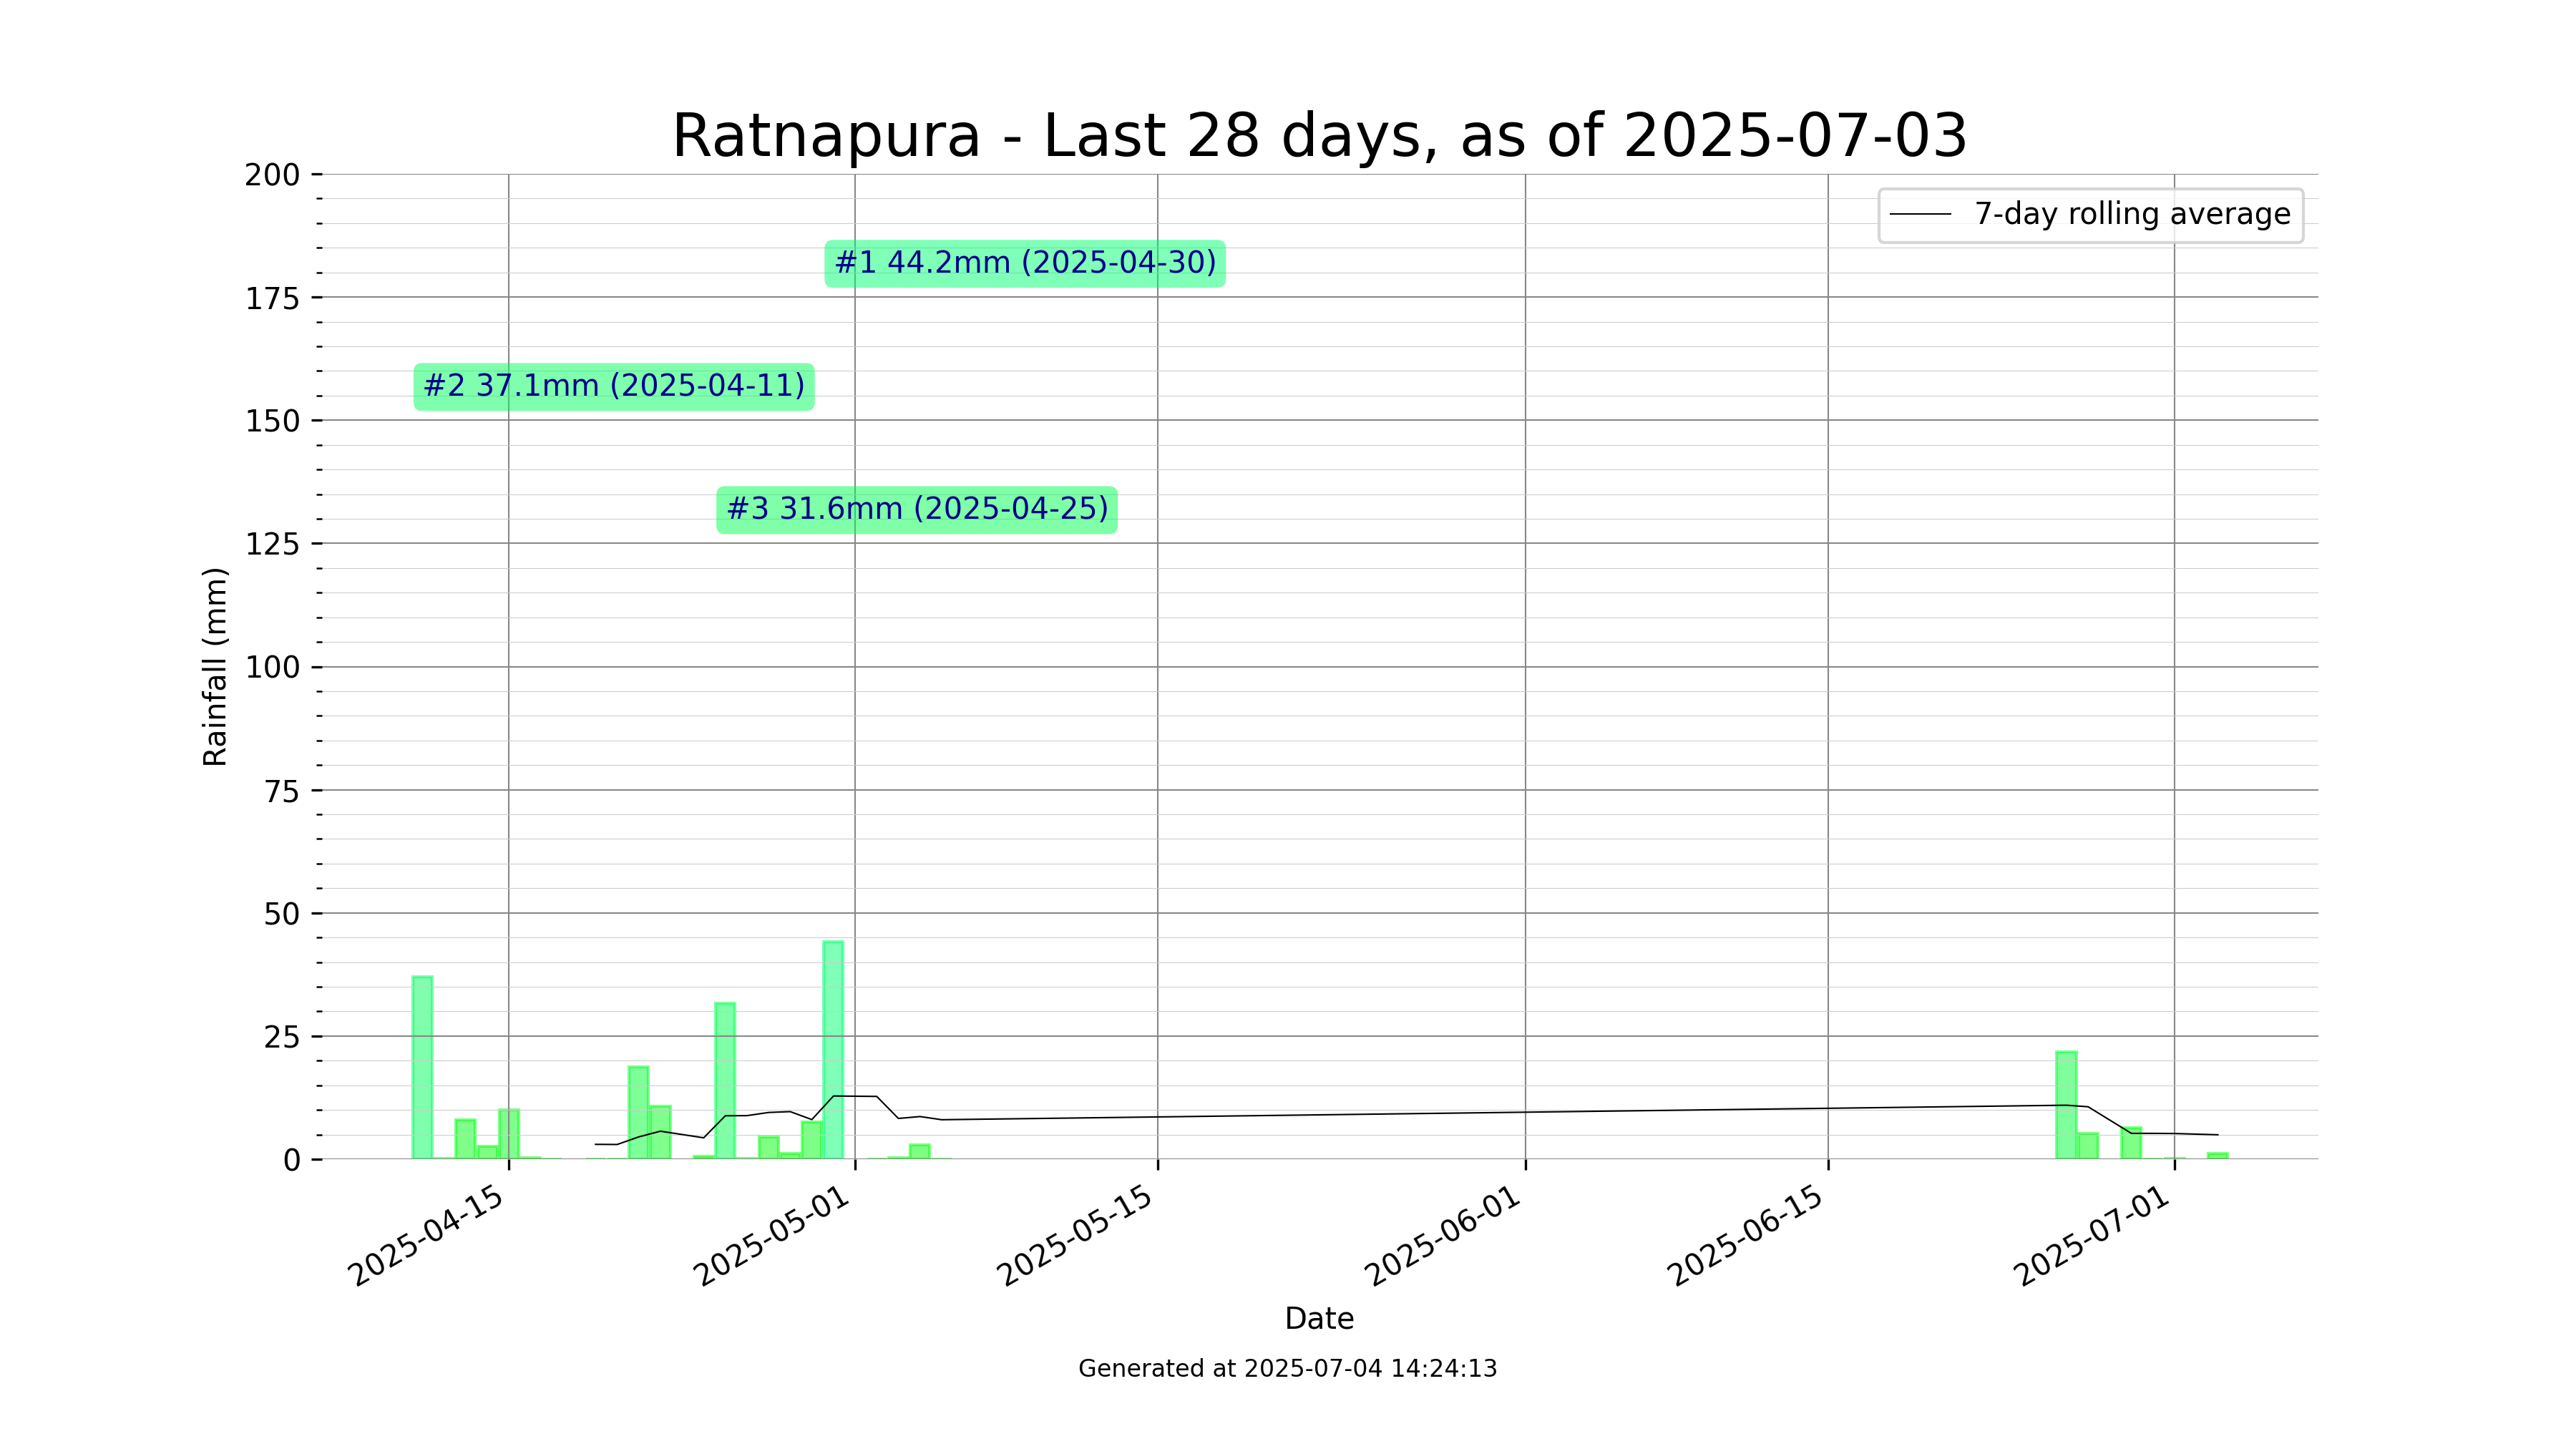 Ratnapura - Last 28 days, as of 2025-07-03
7-day rolling average
#1 44.2mm (2025-04-30)
#2 37.1mm (2025-04-11)
#3 31.6mm (2025-04-25)
Rainfall (mm)
200
175
150
125
100
75
50
25
0
2025-04-15
2025-05-01
2025-05-15
2025-06-01
2025-06-15
2025-07-01
Date
Generated at 2025-07-04 14:24:13